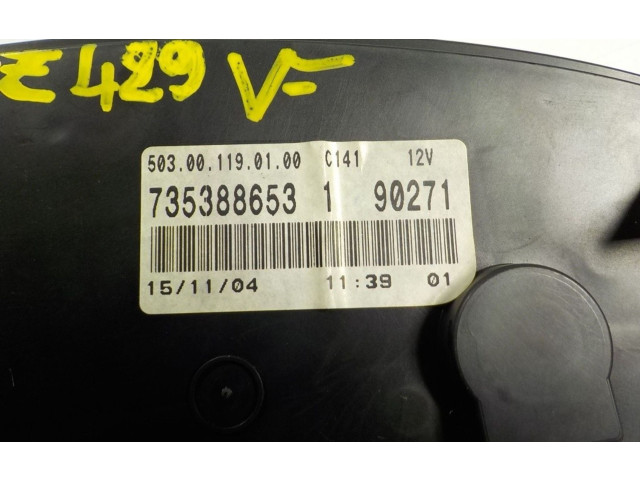 Z 429 V=
503.00.119.01.00 C141 12V
735388653 1 90271
15/11/04 11:39 01